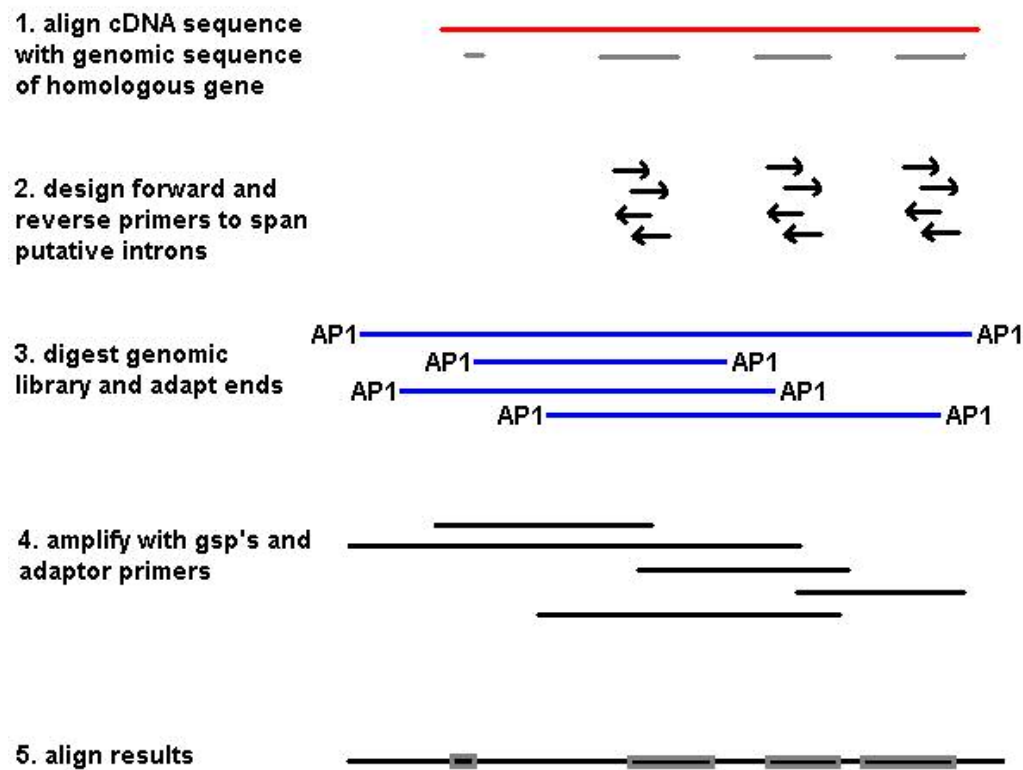 1. align cDNA sequence
with genomic sequence
of homologous gene
2. design forward and
reverse primers to span
putative introns
3. digest genomic
library and adapt ends
AP1 AP1
AP1 AP1
AP1 AP1
AP1 AP1
4. amplify with gsp's and
adaptor primers
5. align results